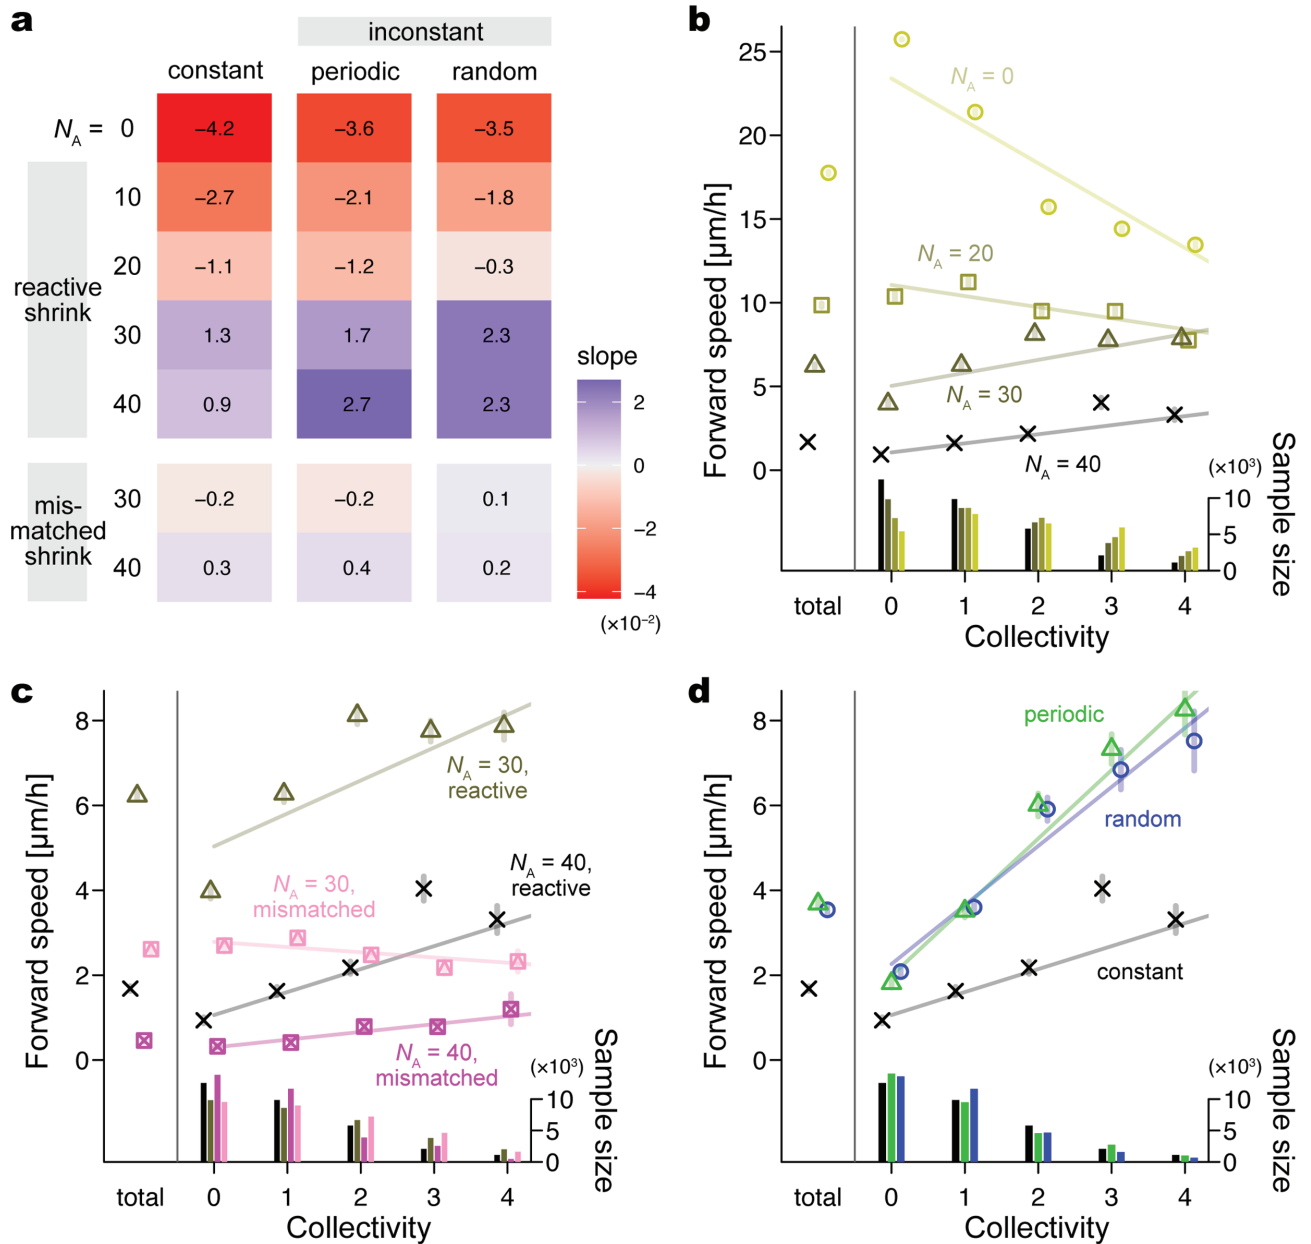 a
inconstant
constant periodic random
NA = 0 −4.2 −3.6 −3.5
10 −2.7 −2.1 −1.8
20 −1.1 −1.2 −0.3
reactive
shrink
30 1.3 1.7 2.3
40 0.9 2.7 2.3
mis-
matched
shrink
30 −0.2 −0.2 0.1
40 0.3 0.4 0.2
slope
2
0
−2
−4
(×10−2)
b
Forward speed [µm/h]
25
20
15
10
5
0
NA = 0
NA = 20
NA = 30
NA = 40
(×10³)
10
5
0
Sample size
total 0 1 2 3 4
Collectivity
c
Forward speed [µm/h]
8
6
4
2
0
NA = 30,
reactive
NA = 40,
reactive
NA = 30,
mismatched
NA = 40,
mismatched
(×10³)
10
5
0
Sample size
total 0 1 2 3 4
Collectivity
d
Forward speed [µm/h]
8
6
4
2
0
periodic
random
constant
(×10³)
10
5
0
Sample size
total 0 1 2 3 4
Collectivity